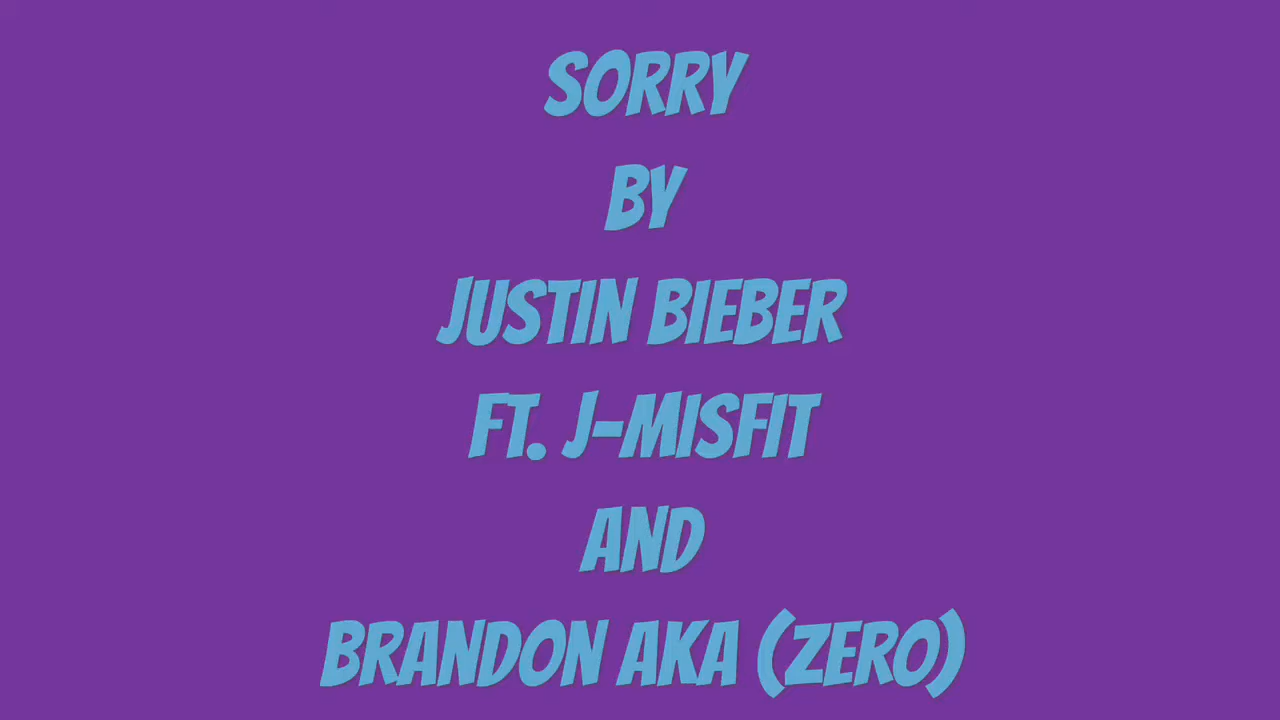 SORRY
BY
JUSTIN BIEBER
FT. J-MISFIT
AND
BRANDON AKA (ZERO)